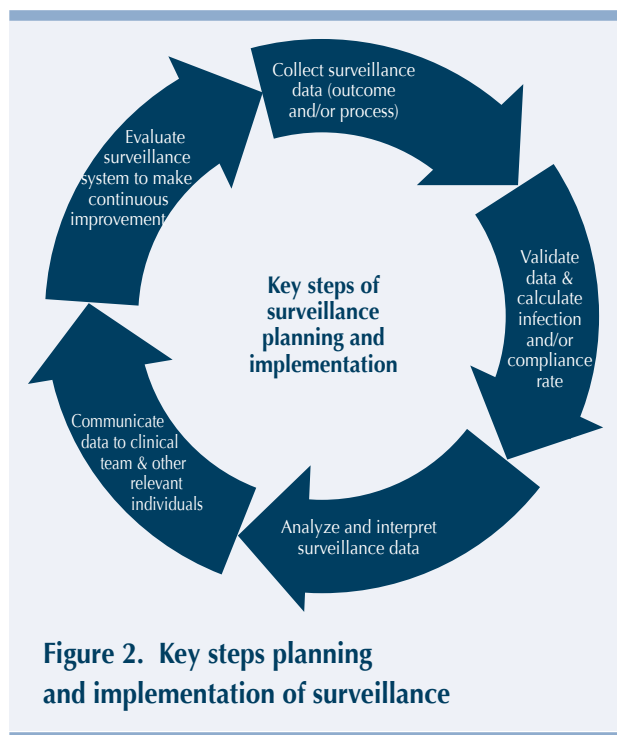 Collect surveillance
data (outcome
and/or process)
Validate
data &
calculate
infection
and/or
compliance
rate
Analyze and interpret
surveillance data
Communicate
data to clinical
team & other
relevant
individuals
Evaluate
surveillance
system to make
continuous
improvement
Key steps of
surveillance
planning and
implementation
Figure 2. Key steps planning
and implementation of surveillance